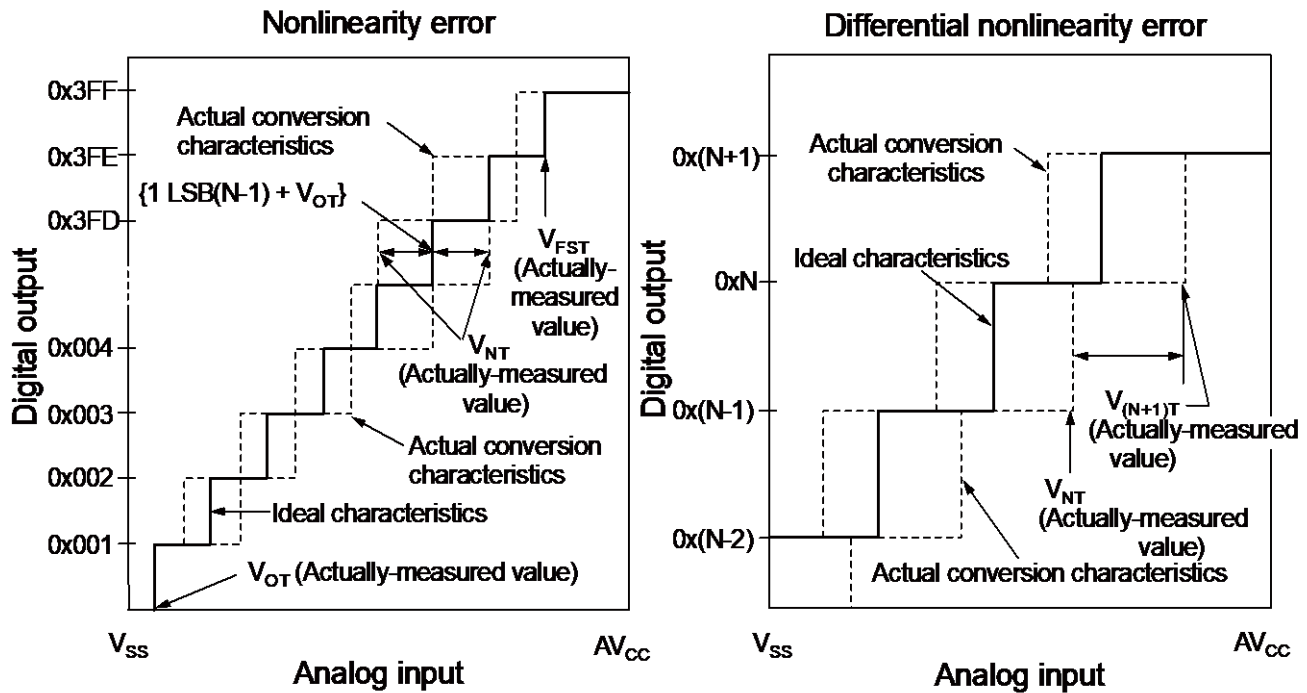 Nonlinearity error
0x3FF
Actual conversion
characteristics
0x3FE
{1 LSB(N-1) + VOT}
0x3FD
VFST
(Actually-
measured
value)
Digital output
0x004
VNT
(Actually-measured
value)
0x003
Actual conversion
characteristics
0x002
Ideal characteristics
0x001
VOT (Actually-measured value)
VSS
AVCC
Analog input
Differential nonlinearity error
Actual conversion
characteristics
0x(N+1)
Ideal characteristics
0xN
Digital output
0x(N-1)
V(N+1)T
(Actually-measured
value)
VNT
(Actually-measured
value)
0x(N-2)
Actual conversion characteristics
VSS
AVCC
Analog input